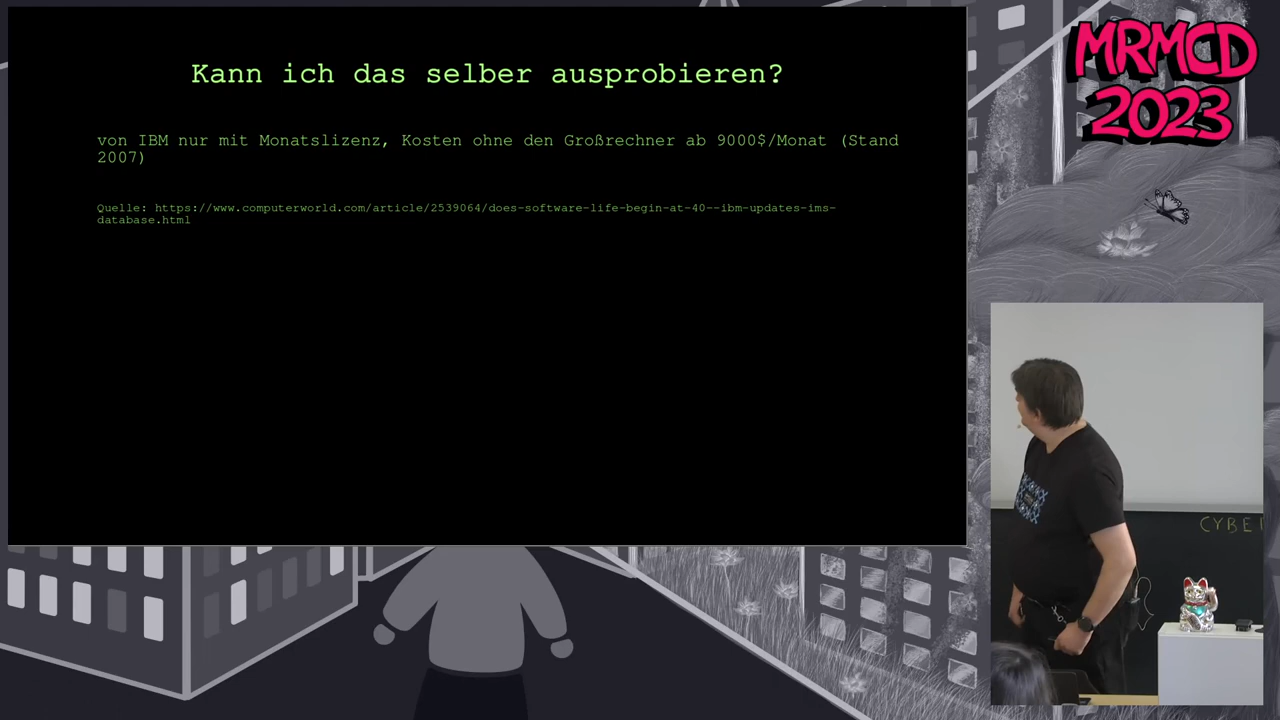 Kann ich das selber ausprobieren?
von IBM nur mit Monatslizenz, Kosten ohne den Großrechner ab 9000$/Monat (Stand
2007)
Quelle: https://www.computerworld.com/article/2539064/does-software-life-begin-at-40--ibm-updates-ims-
database.html
MRMCD
2023